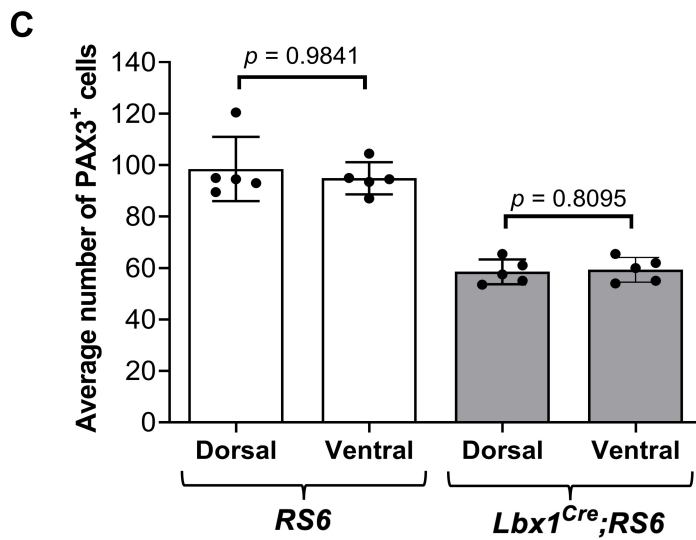 C
Average number of PAX3⁺ cells
140
120
100
80
60
40
20
0
p = 0.9841
p = 0.8095
Dorsal Ventral Dorsal Ventral
RS6 Lbx1ᶜʳᵉ;RS6